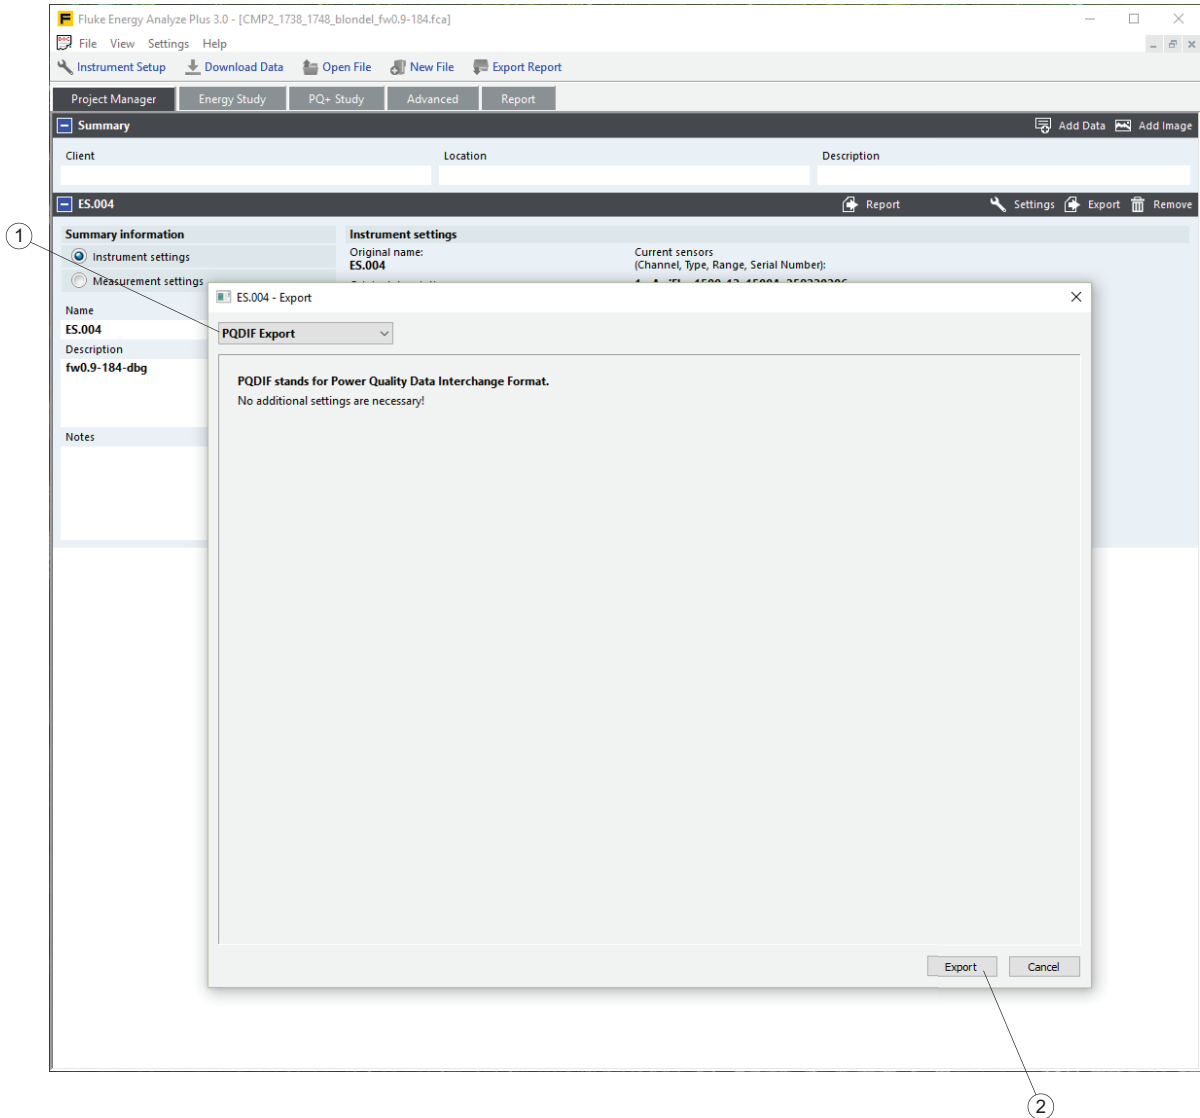 F Fluke Energy Analyze Plus 3.0 - [CMP2_1738_1748_blondel_fw0.9-184.fca]
File View Settings Help
Instrument Setup Download Data Open File New File Export Report
Project Manager Energy Study PQ+ Study Advanced Report
Summary Add Data Add Image
Client Location Description
ES.004 Report Settings Export Remove
1
Summary information Instrument settings
Instrument settings Original name: Current sensors
ES.004 (Channel, Type, Range, Serial Number):
Measurement settings
ES.004 - Export
Name
PQDIF Export
ES.004
Description
fw0.9-184-dbg
PQDIF stands for Power Quality Data Interchange Format.
No additional settings are necessary!
Notes
Export Cancel
2